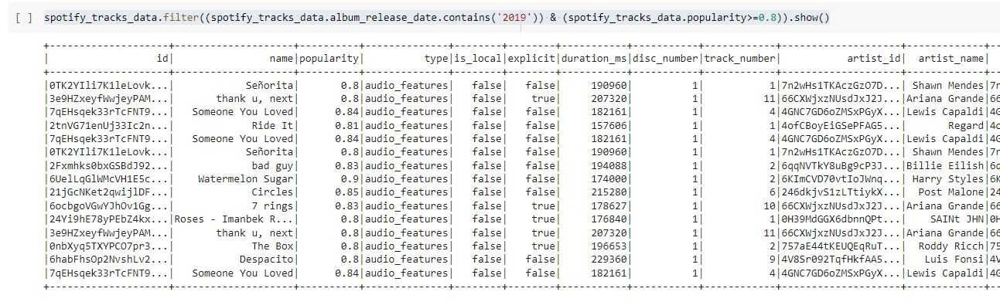 [ ] spotify_tracks_data.filter((spotify_tracks_data.album_release_date.contains('2019')) & (spotify_tracks_data.popularity>=0.8)).show()
| id| name|popularity| type|is_local|explicit|duration_ms|disc_number|track_number| artist_id| artist_name|
|0TK2YIli7K1leLovk...| Señorita| 0.8|audio_features| false| false| 190960| 1| 1|7n2wHs1TKAczGzO7D...| Shawn Mendes|7n
|3e9HZxeyfWwjeyPAM...| thank u, next| 0.8|audio_features| false| true| 207320| 1| 11|66CXWjxzNUsdJxJ2J...|Ariana Grande|66
|7qEHsqek33rTcFNT9...| Someone You Loved| 0.84|audio_features| false| false| 182161| 1| 4|4GNC7GD6oZMSxPGyX...|Lewis Capaldi|4G
|2tnVG71enUj33Ic2n...| Ride It| 0.81|audio_features| false| false| 157606| 1| 1|4ofCBoyEiGSePFAG5...| Regard|4o
|7qEHsqek33rTcFNT9...| Someone You Loved| 0.84|audio_features| false| false| 182161| 1| 4|4GNC7GD6oZMSxPGyX...|Lewis Capaldi|4G
|0TK2YIli7K1leLovk...| Señorita| 0.8|audio_features| false| false| 190960| 1| 1|7n2wHs1TKAczGzO7D...| Shawn Mendes|7n
|2Fxmhks0bxGSBdJ92...| bad guy| 0.83|audio_features| false| false| 194088| 1| 2|6qqNVTkY8uBg9cP3J...|Billie Eilish|6q
|6UelLqGlWMcVH1E5c...| Watermelon Sugar| 0.9|audio_features| false| false| 174000| 1| 2|6KImCVD70vtIoJWnq...| Harry Styles|6K
|21jGcNKet2qwijlDF...| Circles| 0.85|audio_features| false| false| 215280| 1| 6|246dkjvS1zLTtiykX...| Post Malone|24
|6ocbgoVGwYJhOv1Gg...| 7 rings| 0.83|audio_features| false| true| 178627| 1| 10|66CXWjxzNUsdJxJ2J...|Ariana Grande|66
|24Yi9hE78yPEbZ4kx...|Roses - Imanbek R...| 0.8|audio_features| false| true| 176840| 1| 1|0H39MdGGX6dbnnQPt...| SAINt JHN|0H
|3e9HZxeyfWwjeyPAM...| thank u, next| 0.8|audio_features| false| true| 207320| 1| 11|66CXWjxzNUsdJxJ2J...|Ariana Grande|66
|0nbXyq5TXYPCO7pr3...| The Box| 0.8|audio_features| false| true| 196653| 1| 2|757aE44tKEUQEqRuT...| Roddy Ricch|75
|6habFhsOp2NvshLv2...| Despacito| 0.8|audio_features| false| false| 229360| 1| 9|4V8Sr092TqfHkfAA5...| Luis Fonsi|4V
|7qEHsqek33rTcFNT9...| Someone You Loved| 0.84|audio_features| false| false| 182161| 1| 4|4GNC7GD6oZMSxPGyX...|Lewis Capaldi|4G